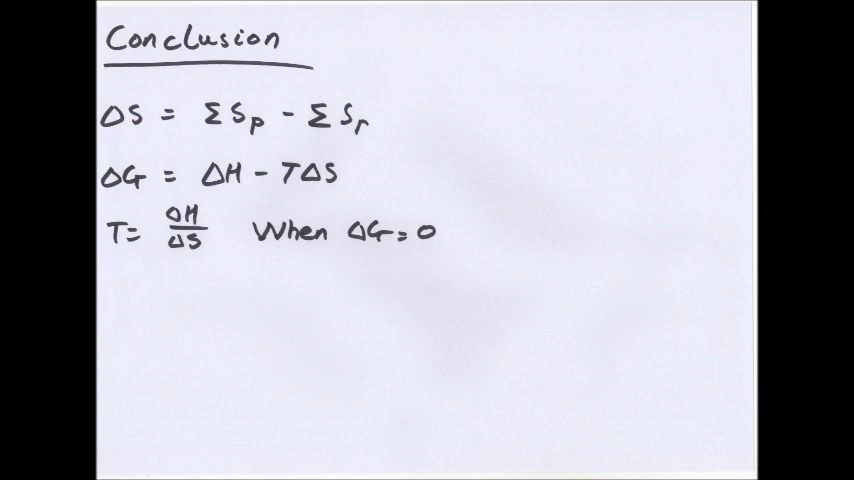 Conclusion
ΔS = ΣSp - ΣSr
ΔG = ΔH - TΔS
T = ΔH/ΔS When ΔG = 0